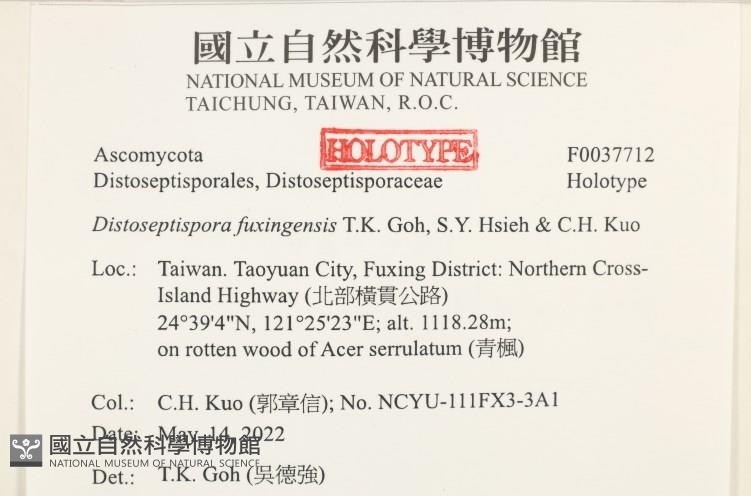 國立自然科學博物館
NATIONAL MUSEUM OF NATURAL SCIENCE
TAICHUNG, TAIWAN, R.O.C.
HOLOTYPE
Ascomycota F0037712
Distoseptisporales, Distoseptisporaceae Holotype
Distoseptispora fuxingensis T.K. Goh, S.Y. Hsieh & C.H. Kuo
Loc.: Taiwan. Taoyuan City, Fuxing District: Northern Cross-
Island Highway (北部橫貫公路)
24°39'4"N, 121°25'23"E; alt. 1118.28m;
on rotten wood of Acer serrulatum (青楓)
Col.: C.H. Kuo (郭章信); No. NCYU-111FX3-3A1
Date: May 14, 2022
國立自然科學博物館
NATIONAL MUSEUM OF NATURAL SCIENCE
Det.: T.K. Goh (吳德強)